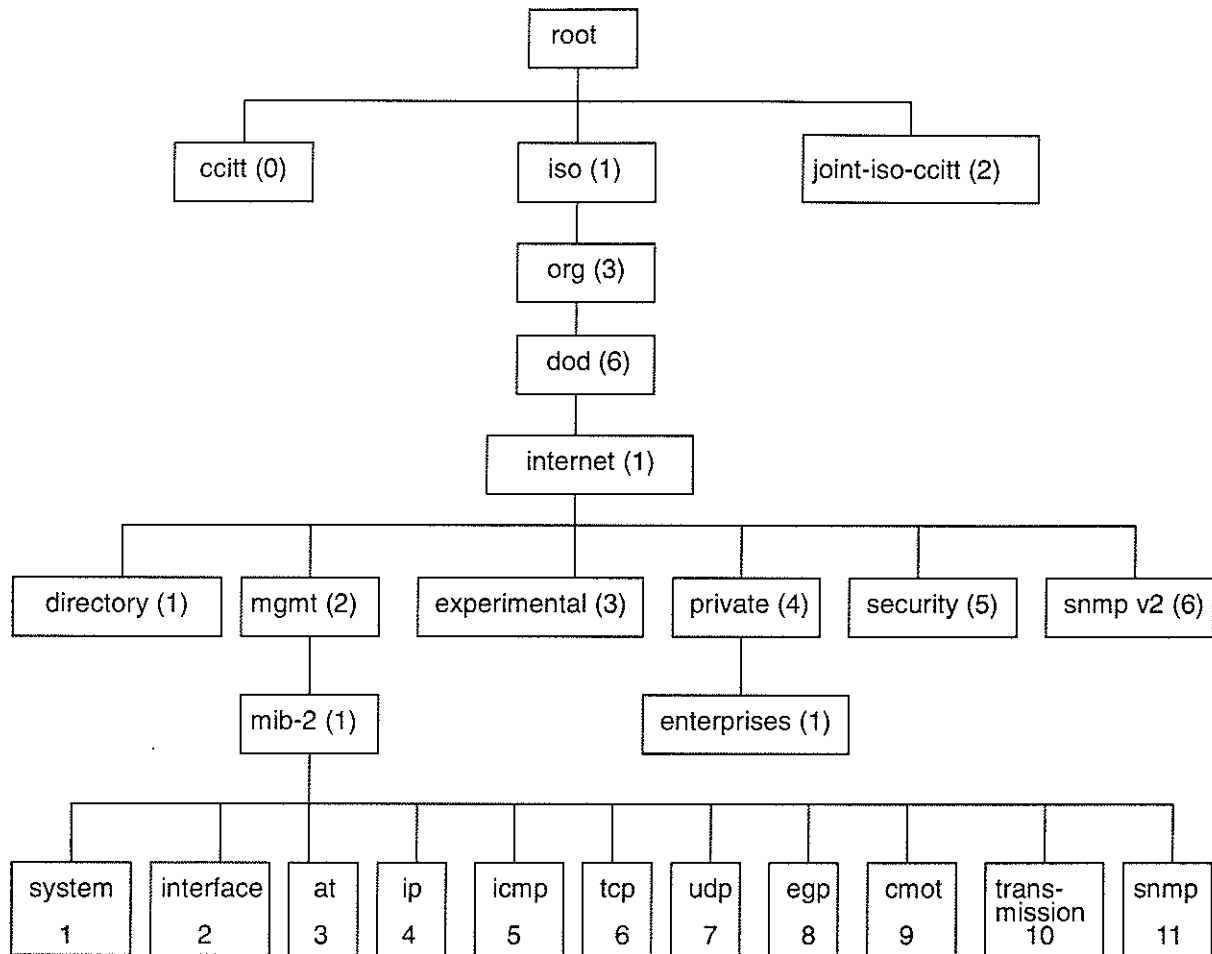 root
ccitt (0)
iso (1)
joint-iso-ccitt (2)
org (3)
dod (6)
internet (1)
directory (1)
mgmt (2)
experimental (3)
private (4)
security (5)
snmp v2 (6)
mib-2 (1)
enterprises (1)
system
1
interface
2
at
3
ip
4
icmp
5
tcp
6
udp
7
egp
8
cmot
9
trans-
mission
10
snmp
11